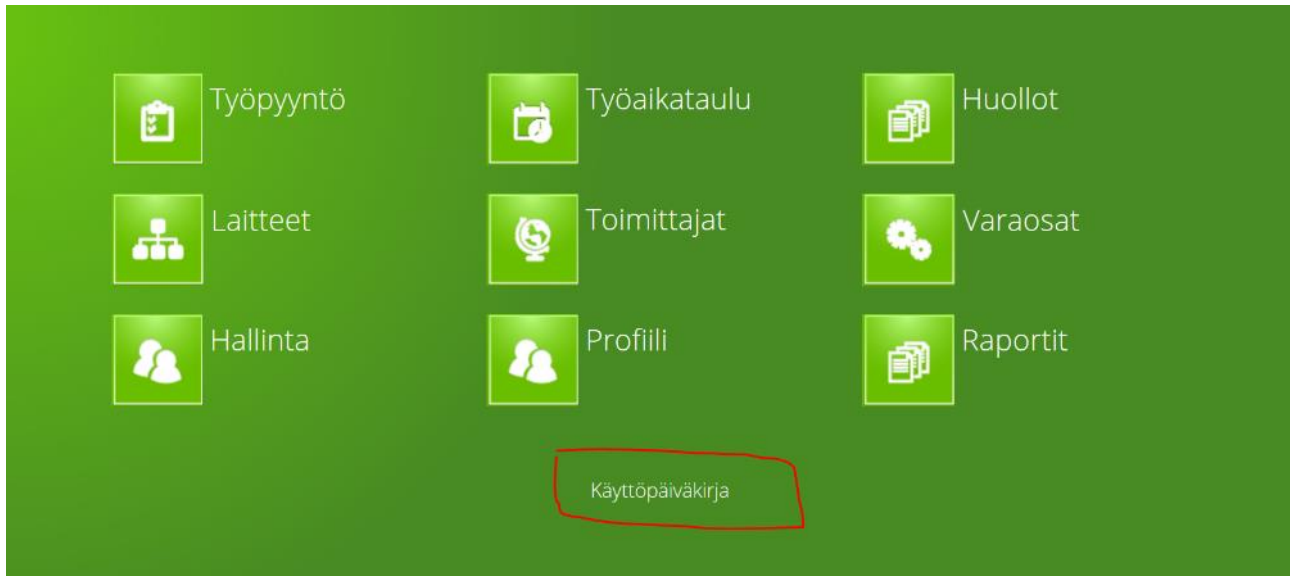 Työpyyntö
Työaikataulu
Huollot
Laitteet
Toimittajat
Varaosat
Hallinta
Profiili
Raportit
Käyttöpäiväkirja